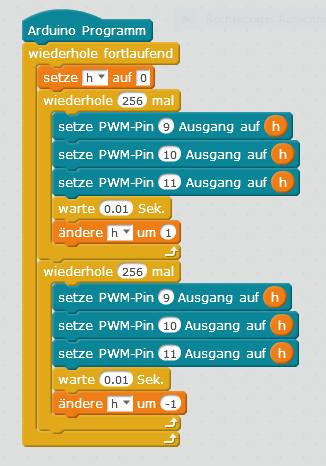 Arduino Programm
wiederhole fortlaufend
setze h auf 0
wiederhole 256 mal
setze PWM-Pin 9 Ausgang auf h
setze PWM-Pin 10 Ausgang auf h
setze PWM-Pin 11 Ausgang auf h
warte 0.01 Sek.
ändere h um 1
wiederhole 256 mal
setze PWM-Pin 9 Ausgang auf h
setze PWM-Pin 10 Ausgang auf h
setze PWM-Pin 11 Ausgang auf h
warte 0.01 Sek.
ändere h um -1